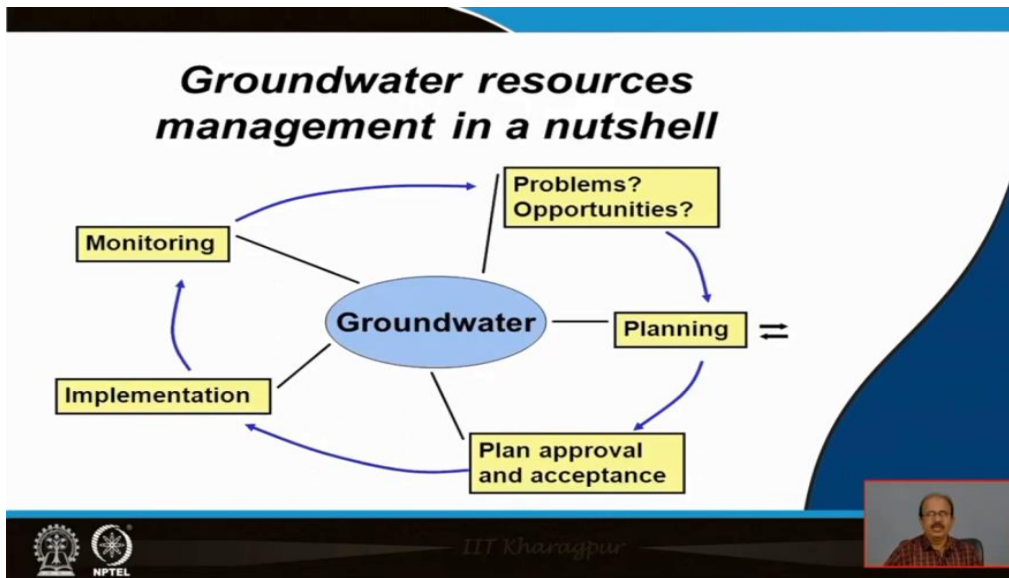 Groundwater resources
management in a nutshell
Problems?
Opportunities?
Monitoring
Groundwater
Planning
Implementation
Plan approval
and acceptance
IIT Kharagpur
NPTEL